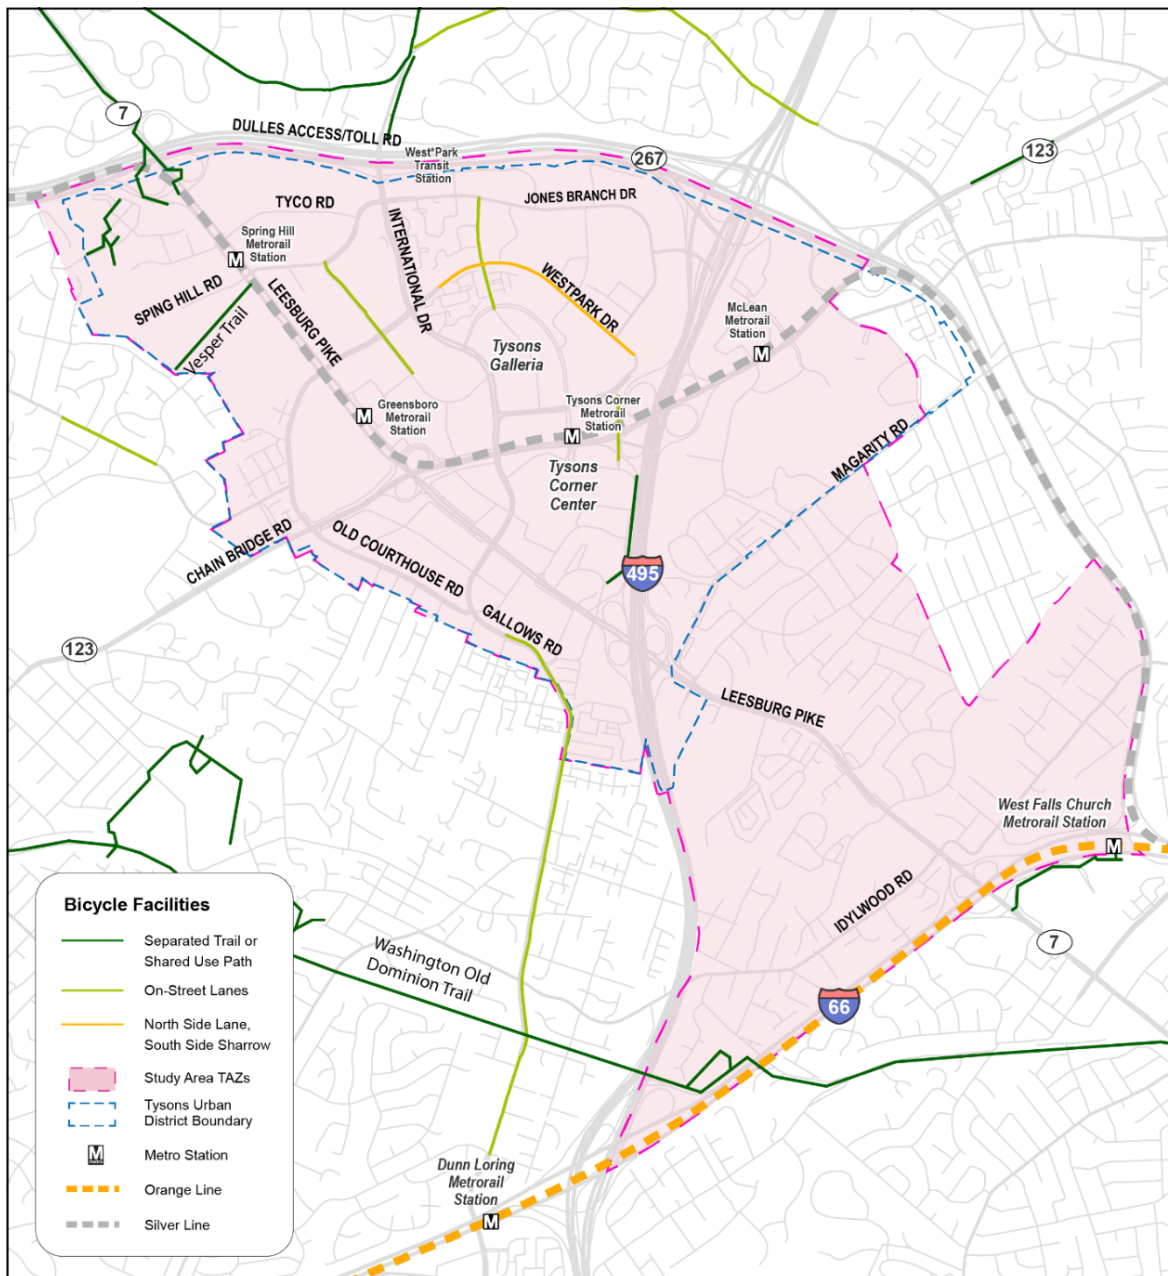 7
DULLES ACCESS/TOLL RD
West*Park
Transit
Station
267
123
TYCO RD
JONES BRANCH DR
INTERNATIONAL DR
Spring Hill
Metrorail
Station
WESTPARK DR
SPING HILL RD
LEESBURG PIKE
Vesper Trail
McLean
Metrorail
Station
M
M
Tysons
Galleria
Greensboro
Metrorail
Station
M
Tysons Corner
Metrorail
Station
M
MAGARITY RD
Tysons
Corner
Center
CHAIN BRIDGE RD
OLD COURTHOUSE RD
495
GALLOWS RD
123
LEESBURG PIKE
West Falls Church
Metrorail Station
M
IDYLWOOD RD
7
Washington Old
Dominion Trail
66
Dunn Loring
Metrorail
Station
M
Bicycle Facilities
Separated Trail or
Shared Use Path
On-Street Lanes
North Side Lane,
South Side Sharrow
Study Area TAZs
Tysons Urban
District Boundary
M
Metro Station
Orange Line
Silver Line